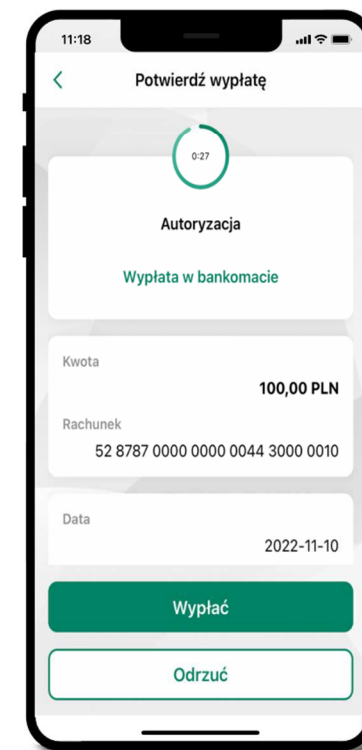 11:18
Potwierdź wypłatę
0:27
Autoryzacja
Wypłata w bankomacie
Kwota
100,00 PLN
Rachunek
52 8787 0000 0000 0044 3000 0010
Data
2022-11-10
Wypłać
Odrzuć